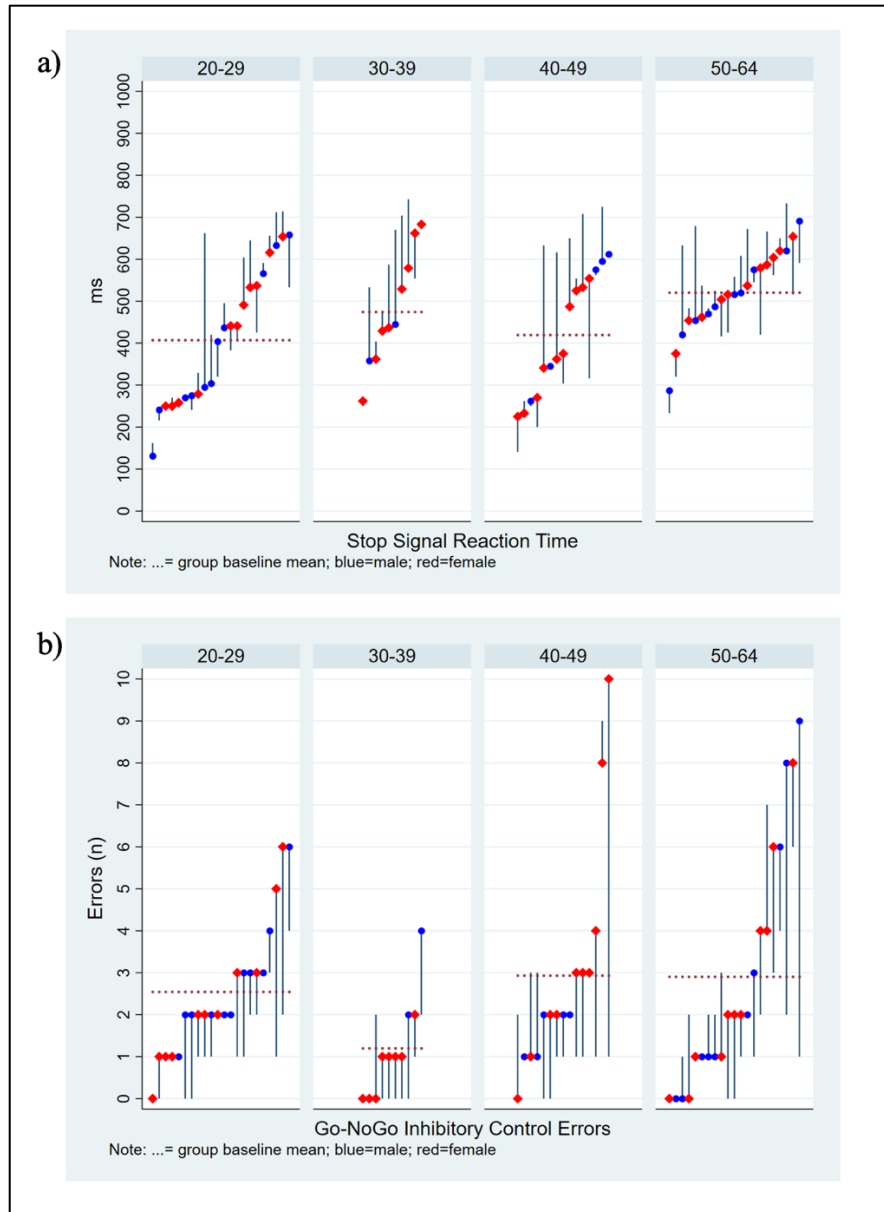 a)
20-29 30-39 40-49 50-64
1000
900
800
700
600
500
400
300
200
100
0
ms
Stop Signal Reaction Time
Note: ...= group baseline mean; blue=male; red=female
b)
20-29 30-39 40-49 50-64
10
9
8
7
6
5
4
3
2
1
0
Errors (n)
Go-NoGo Inhibitory Control Errors
Note: ...= group baseline mean; blue=male; red=female